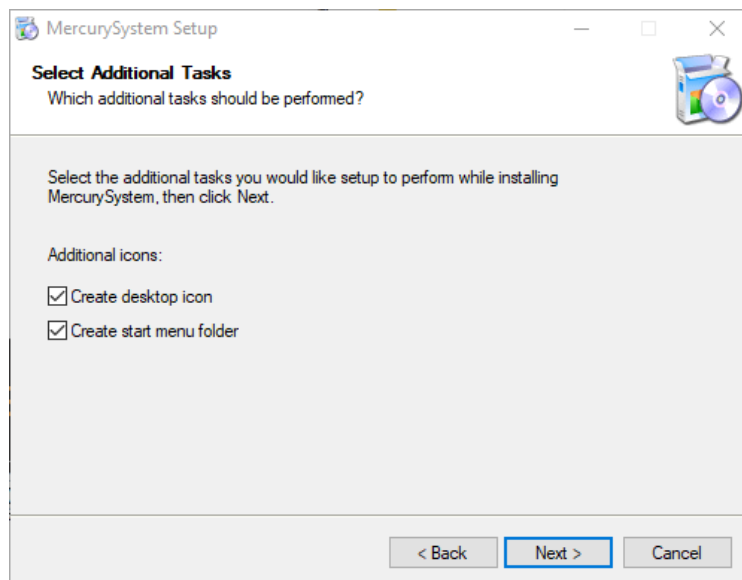 MercurySystem Setup
Select Additional Tasks
Which additional tasks should be performed?
Select the additional tasks you would like setup to perform while installing
MercurySystem, then click Next.
Additional icons:
Create desktop icon
Create start menu folder
< Back Next > Cancel